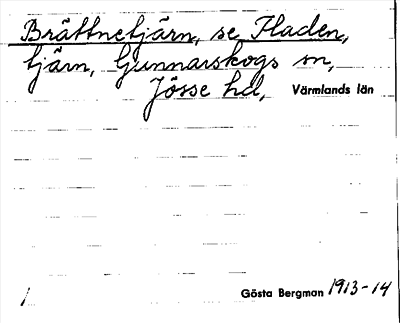 Brättnetjärn, se Fladen,
tjärn, Gunnarskogs sn,
Jösse hd, Värmlands län
Gösta Bergman 1913-14